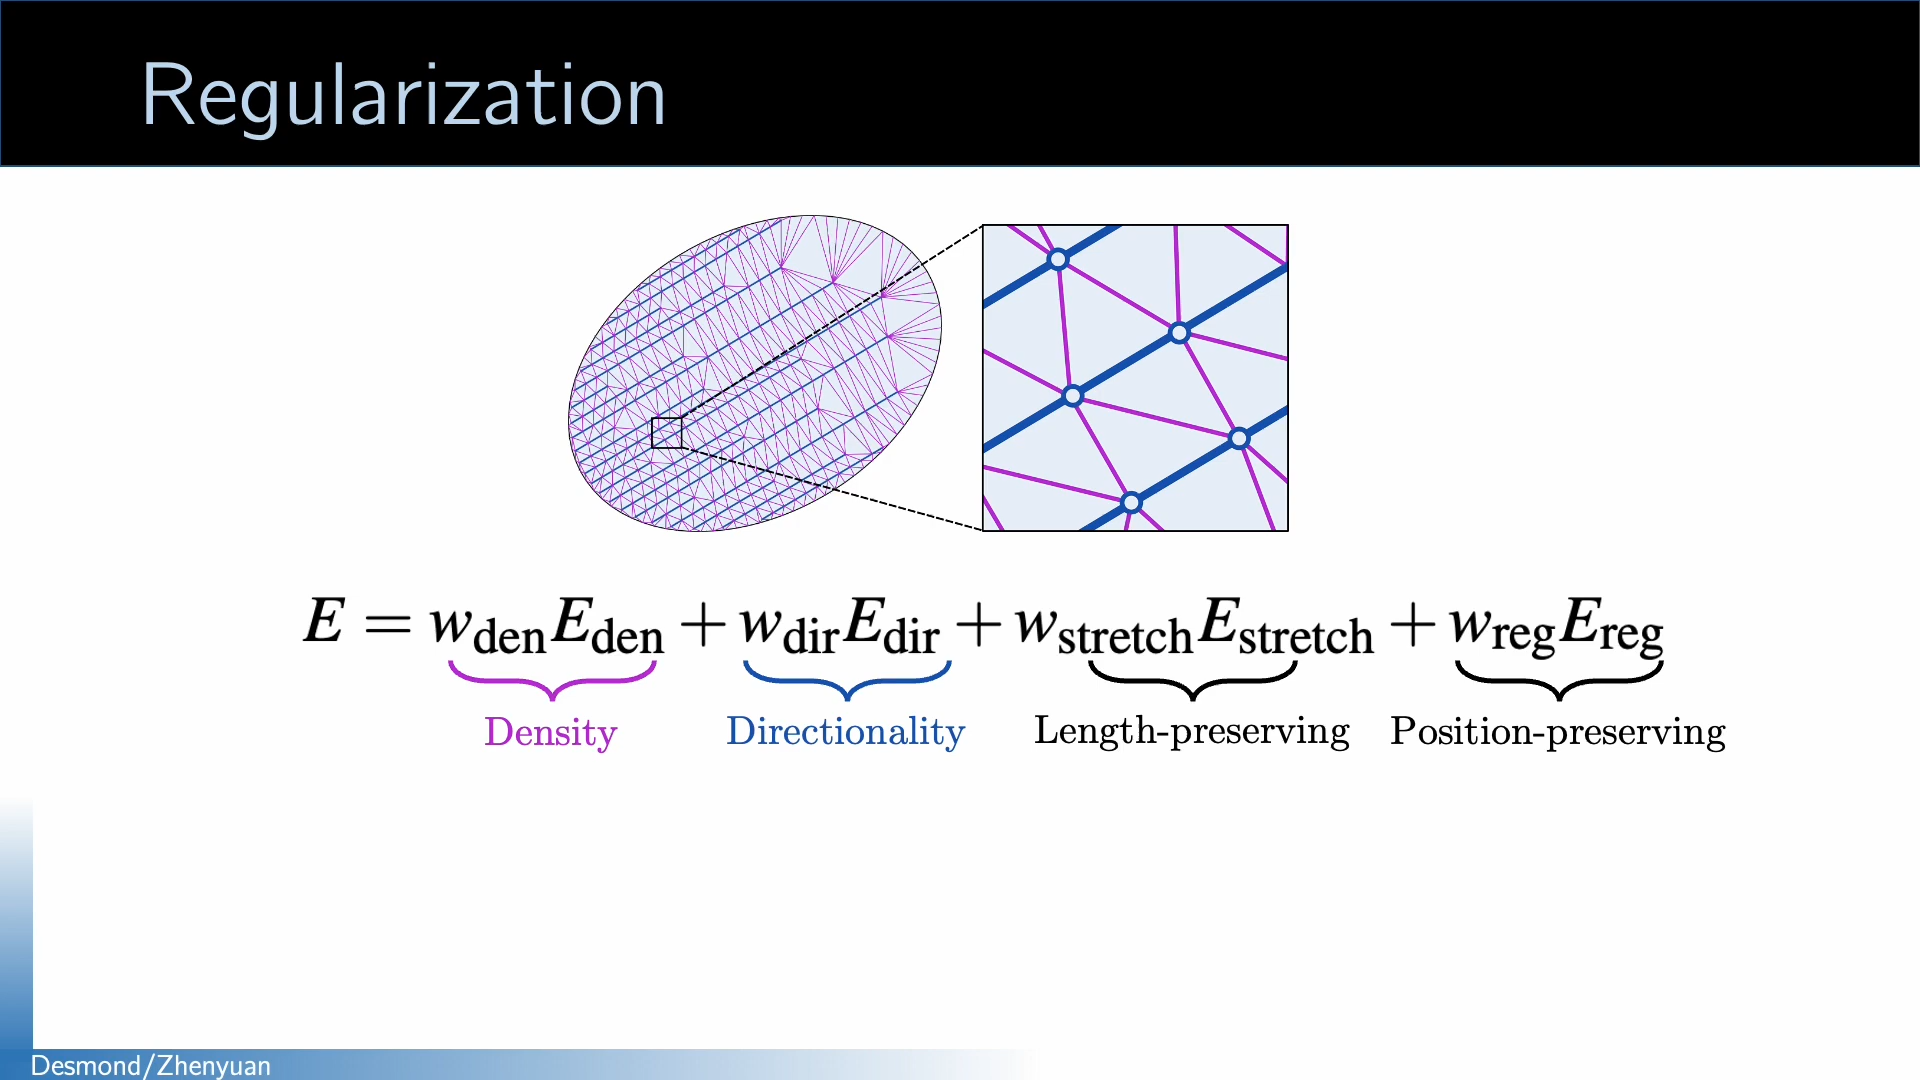 Regularization
E = w_den E_den + w_dir E_dir + w_stretch E_stretch + w_reg E_reg
Density Directionality Length-preserving Position-preserving
Desmond/Zhenyuan